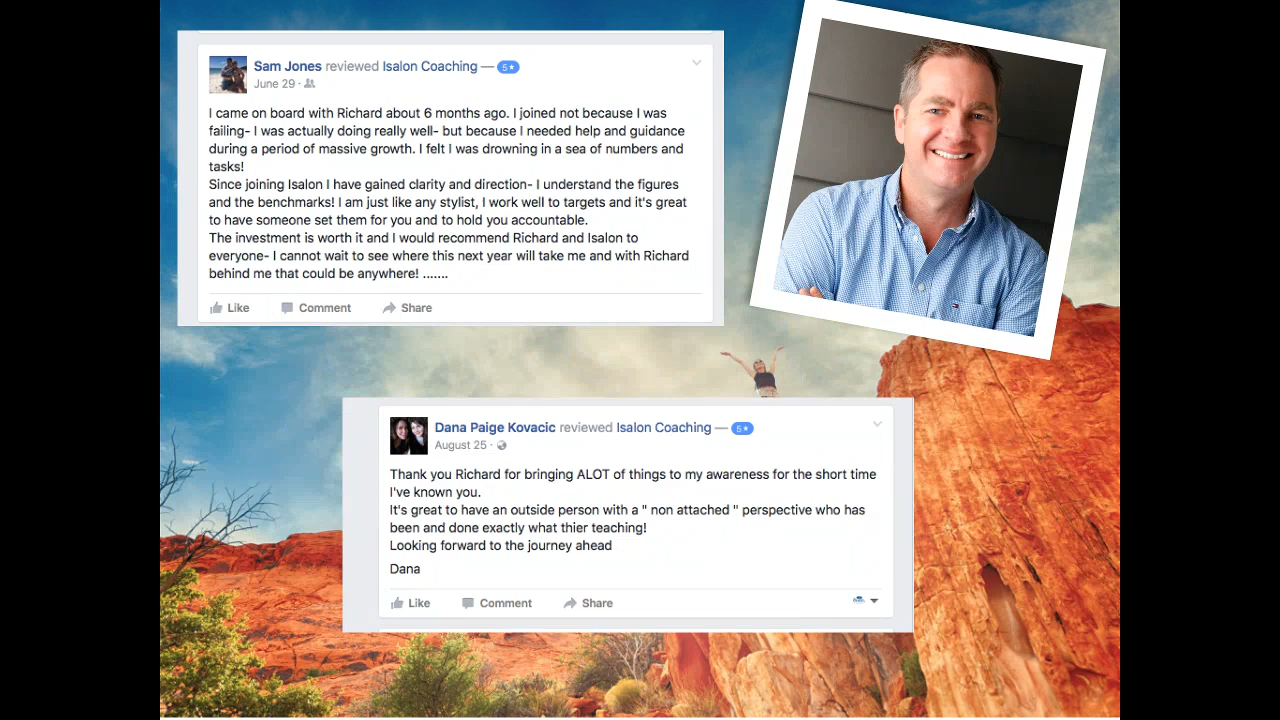 Sam Jones reviewed Isalon Coaching — 5★
June 29 ·
I came on board with Richard about 6 months ago. I joined not because I was
failing- I was actually doing really well- but because I needed help and guidance
during a period of massive growth. I felt I was drowning in a sea of numbers and
tasks!
Since joining Isalon I have gained clarity and direction- I understand the figures
and the benchmarks! I am just like any stylist, I work well to targets and it's great
to have someone set them for you and to hold you accountable.
The investment is worth it and I would recommend Richard and Isalon to
everyone- I cannot wait to see where this next year will take me and with Richard
behind me that could be anywhere! .......
Like Comment Share
Dana Paige Kovacic reviewed Isalon Coaching — 5★
August 25 ·
Thank you Richard for bringing ALOT of things to my awareness for the short time
I've known you.
It's great to have an outside person with a " non attached " perspective who has
been and done exactly what thier teaching!
Looking forward to the journey ahead
Dana
Like Comment Share